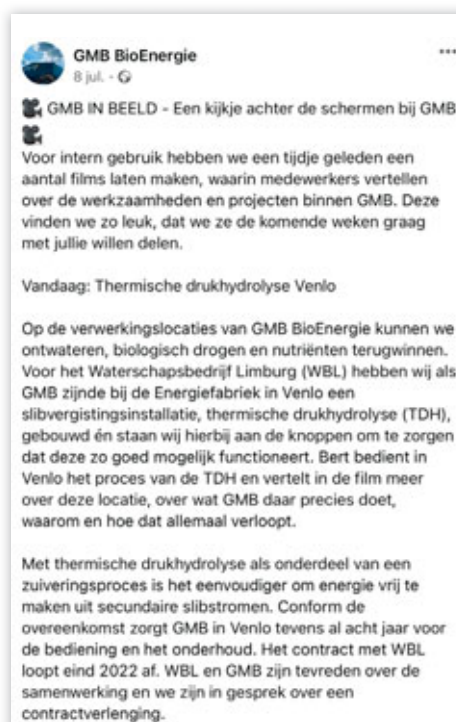 GMB BioEnergie
8 jul. ·
GMB IN BEELD - Een kijkje achter de schermen bij GMB
Voor intern gebruik hebben we een tijdje geleden een
aantal films laten maken, waarin medewerkers vertellen
over de werkzaamheden en projecten binnen GMB. Deze
vinden we zo leuk, dat we ze de komende weken graag
met jullie willen delen.
Vandaag: Thermische drukhydrolyse Venlo
Op de verwerkingslocaties van GMB BioEnergie kunnen we
ontwateren, biologisch drogen en nutriënten terugwinnen.
Voor het Waterschapsbedrijf Limburg (WBL) hebben wij als
GMB zijnde bij de Energiefabriek in Venlo een
slibvergistingsinstallatie, thermische drukhydrolyse (TDH),
gebouwd én staan wij hierbij aan de knoppen om te zorgen
dat deze zo goed mogelijk functioneert. Bert bedient in
Venlo het proces van de TDH en vertelt in de film meer
over deze locatie, over wat GMB daar precies doet,
waarom en hoe dat allemaal verloopt.
Met thermische drukhydrolyse als onderdeel van een
zuiveringsproces is het eenvoudiger om energie vrij te
maken uit secundaire slibstromen. Conform de
overeenkomst zorgt GMB in Venlo tevens al acht jaar voor
de bediening en het onderhoud. Het contract met WBL
loopt eind 2022 af. WBL en GMB zijn tevreden over de
samenwerking en we zijn in gesprek over een
contractverlenging.